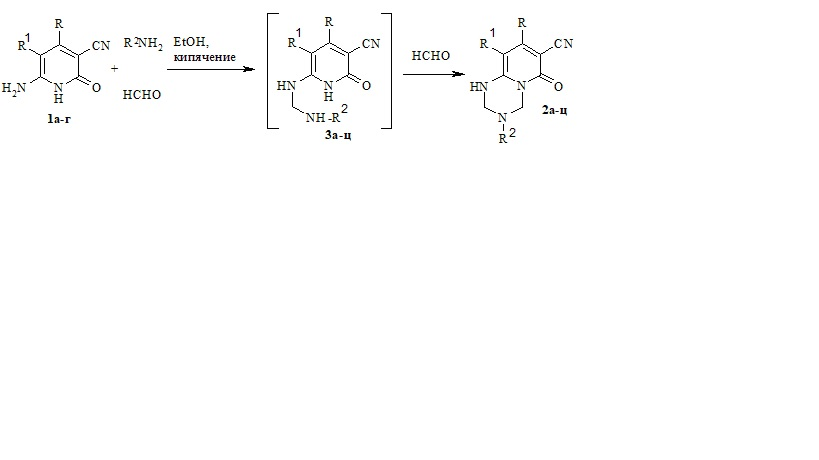 R
R1
CN
H2N
N
H
O
1а-г
+
R2NH2
HCHO
EtOH,
кипячение
R
R1
CN
HN
N
H
O
NH-R2
3а-ц
HCHO
R
R1
CN
HN
N
O
N
R2
2а-ц